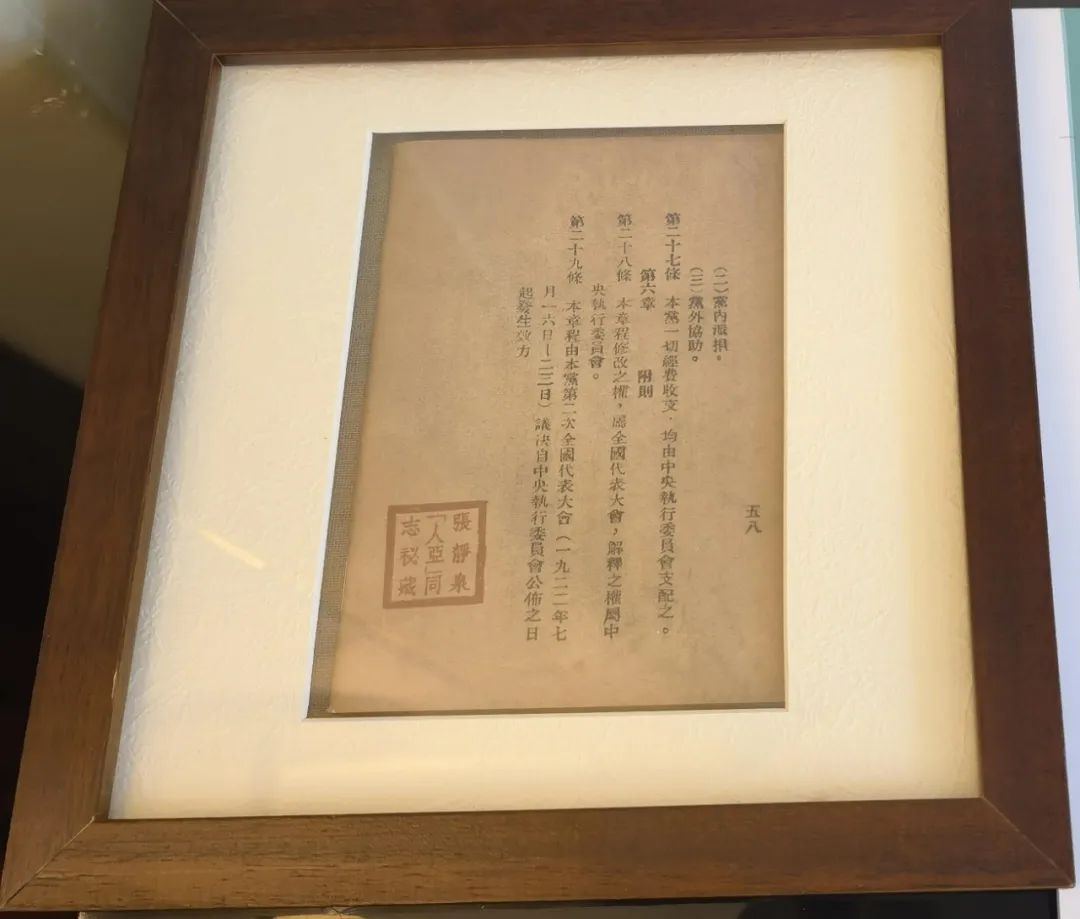 五八
(二)黨內派捐。
(三)黨外協助。
第二十七條 本黨一切經費收支，均由中央執行委員會支配之。
第六章 附則
第二十八條 本章程修改之權，屬全國代表大會，解釋之權屬中
央執行委員會。
第二十九條 本章程由本黨第二次全國代表大會(一九二二年七
月一六日—二三日)議決自中央執行委員會公佈之日
起發生效力
張靜泉
「人亞」同
志秘藏